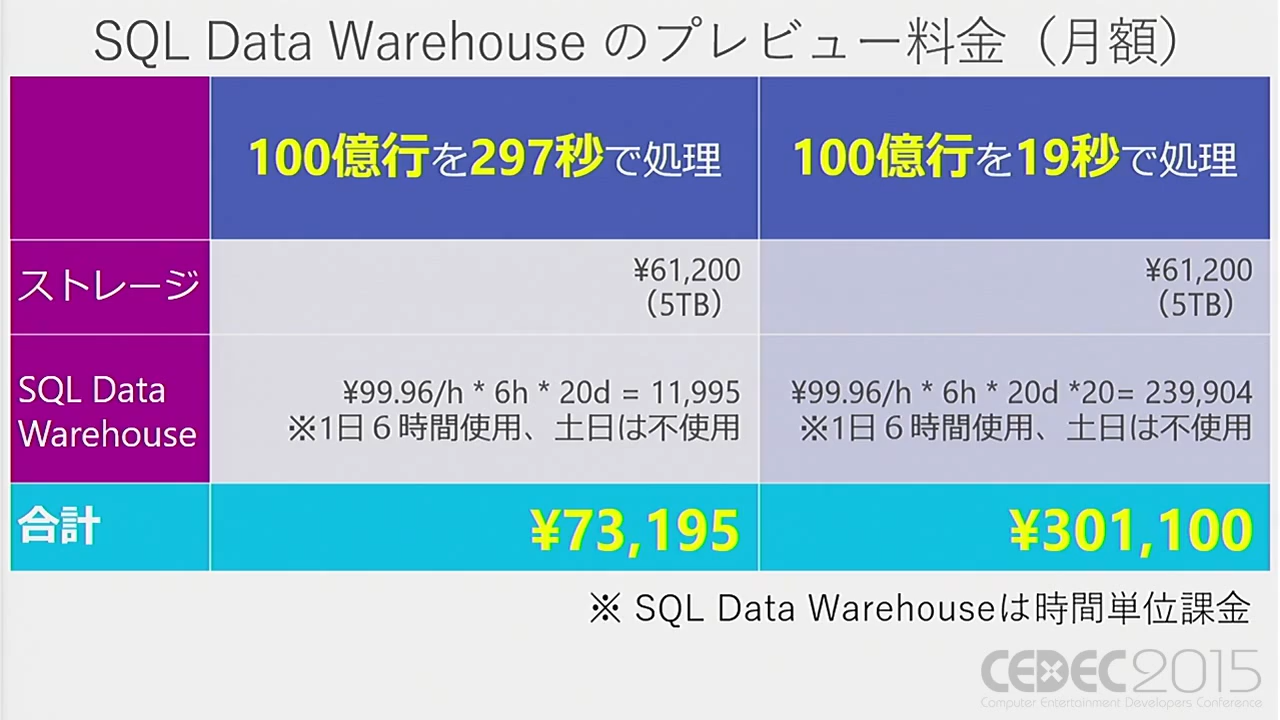 SQL Data Warehouse のプレビュー料金（月額）
100億行を297秒で処理
100億行を19秒で処理
ストレージ
¥61,200
（5TB）
¥61,200
（5TB）
SQL Data
Warehouse
¥99.96/h * 6h * 20d = 11,995
※1日６時間使用、土日は不使用
¥99.96/h * 6h * 20d *20= 239,904
※1日６時間使用、土日は不使用
合計
¥73,195
¥301,100
※ SQL Data Warehouseは時間単位課金
CEDEC2015
Computer Entertainment Developers Conference